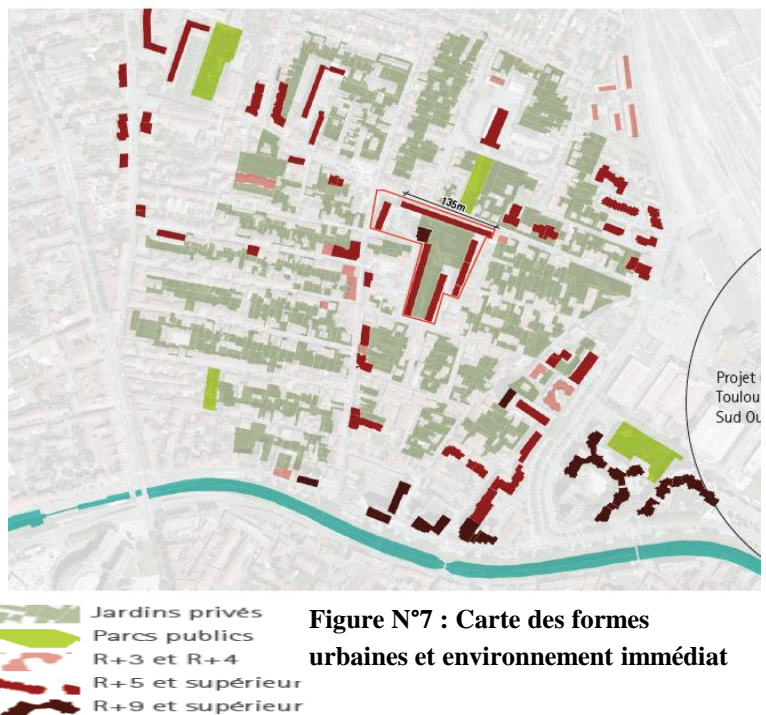 135m
Projet
Toulou
Sud Ou
Jardins privés
Parcs publics
R+3 et R+4
R+5 et supérieur
R+9 et supérieur
Figure N°7 : Carte des formes
urbaines et environnement immédiat